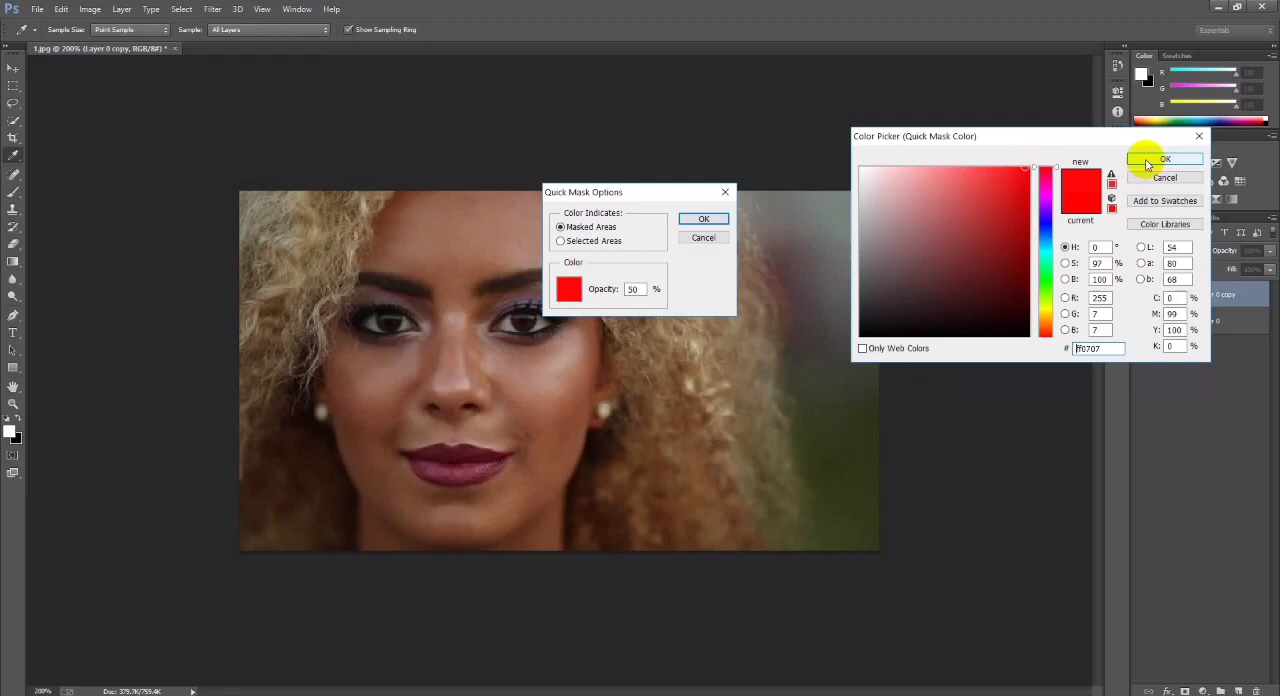 Ps File Edit Image Layer Type Select Filter 3D View Window Help
Sample Size: Point Sample Sample: All Layers Show Sampling Ring Essentials
1.jpg @ 200% (Layer 0 copy, RGB/8#) * ×
Color Swatches
R
G
B
Color Picker (Quick Mask Color)
new
OK
Cancel
current
Add to Swatches
Color Libraries
H: 0 ° L: 54
S: 97 % a: 80
B: 100 % b: 68
R: 255 C: 0 %
G: 7 M: 99 %
B: 7 Y: 100 %
# ff0707 K: 0 %
Only Web Colors
Quick Mask Options
Color Indicates:
Masked Areas
Selected Areas
OK
Cancel
Color
Opacity: 50 %
Opacity: 100%
Fill: 100%
r 0 copy
r 0
200% Doc: 379.7K/759.4K